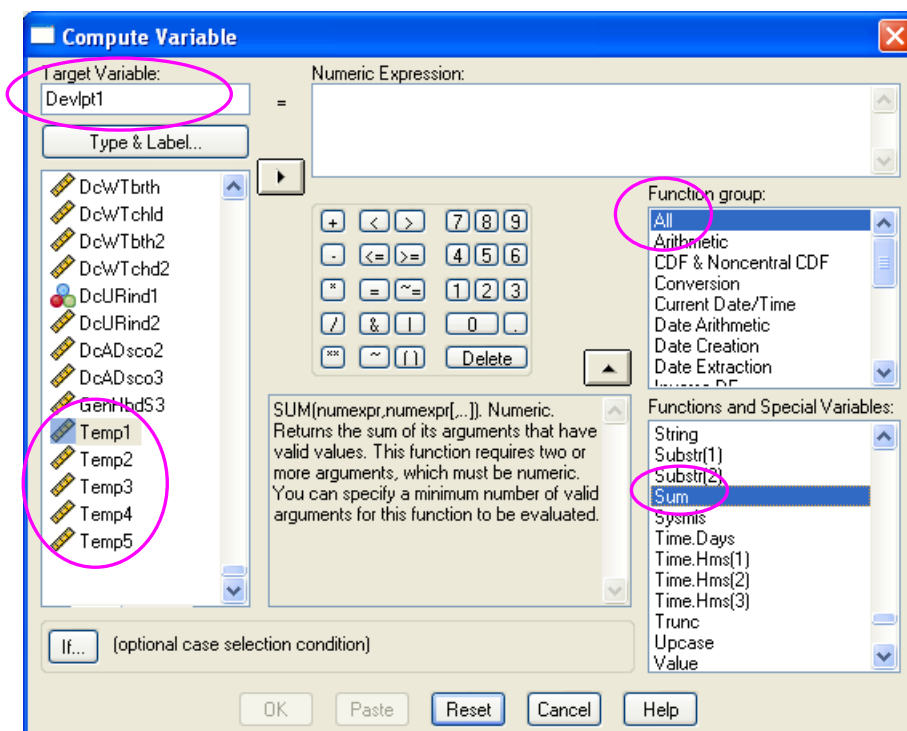 Compute Variable
Target Variable:
Devlpt1
=
Numeric Expression:
Type & Label...
DcWTbrth
DcWTchld
DcWTbth2
DcWTchd2
DcURind1
DcURind2
DcADsco2
DcADsco3
GenHbdS3
Temp1
Temp2
Temp3
Temp4
Temp5
+ < > 7 8 9
- <= >= 4 5 6
* = ~= 1 2 3
/ & | 0 .
** ~ () Delete
SUM(numexpr,numexpr[,..]). Numeric.
Returns the sum of its arguments that have
valid values. This function requires two or
more arguments, which must be numeric.
You can specify a minimum number of valid
arguments for this function to be evaluated.
Function group:
All
Arithmetic
CDF & Noncentral CDF
Conversion
Current Date/Time
Date Arithmetic
Date Creation
Date Extraction
Inverse DF
Functions and Special Variables:
String
Substr(1)
Substr(2)
Sum
Sysmis
Time.Days
Time.Hms(1)
Time.Hms(2)
Time.Hms(3)
Trunc
Upcase
Value
If... (optional case selection condition)
OK Paste Reset Cancel Help